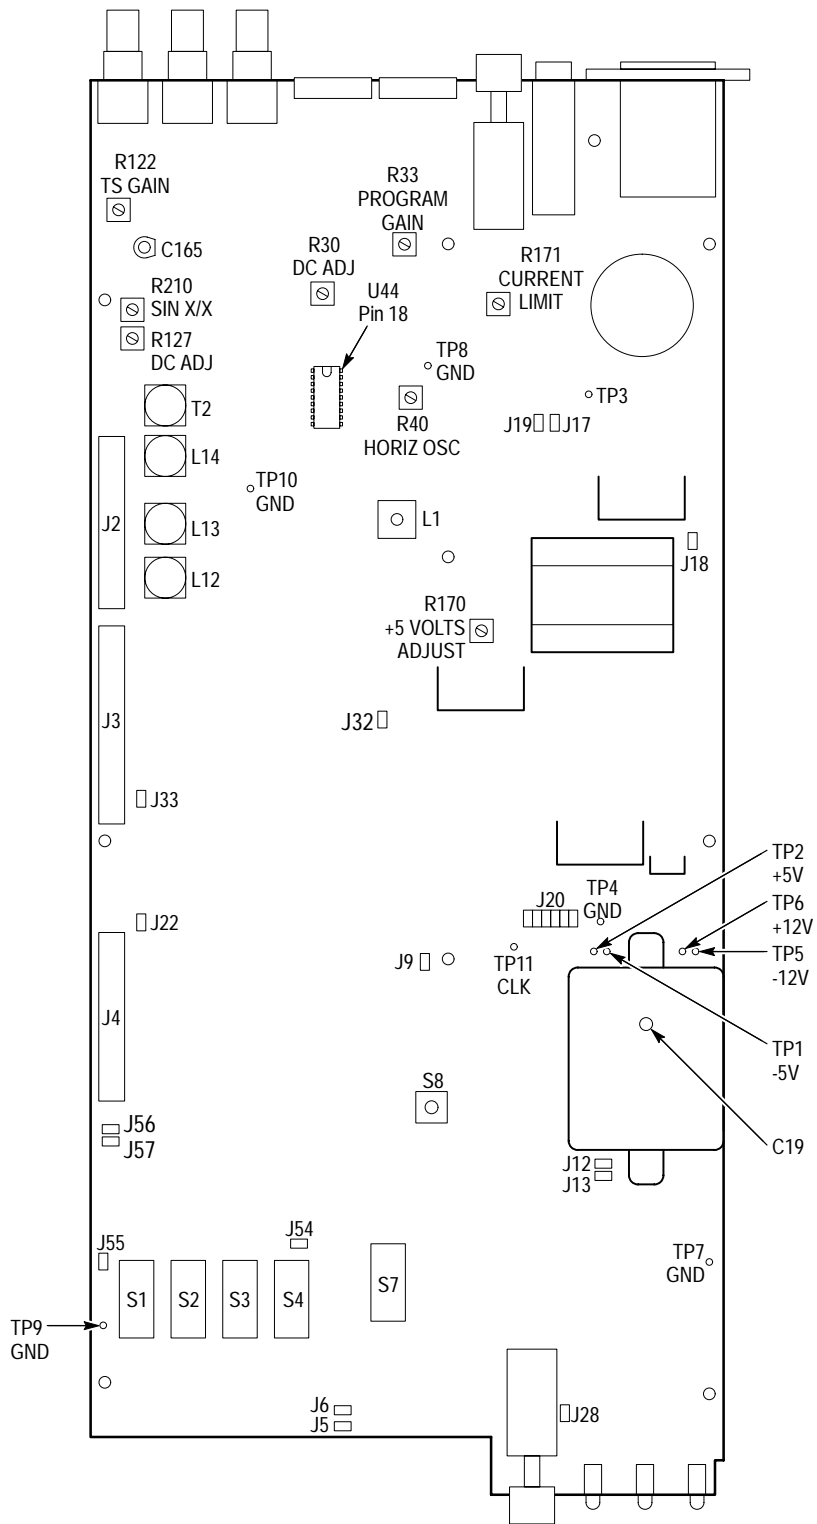 R122
TS GAIN
R33
PROGRAM
GAIN
C165
R30
DC ADJ
R171
CURRENT
LIMIT
R210
SIN X/X
U44
Pin 18
R127
DC ADJ
TP8
GND
T2
TP3
R40
HORIZ OSC
J19
J17
L14
TP10
GND
J2
L13
L1
J18
L12
R170
+5 VOLTS
ADJUST
J3
J32
J33
TP2
+5V
TP4
GND
J20
TP6
+12V
J22
TP5
-12V
J9
TP11
CLK
J4
TP1
-5V
S8
J56
J57
C19
J12
J13
J54
J55
TP7
GND
S1
S2
S3
S4
S7
TP9
GND
J6
J5
J28